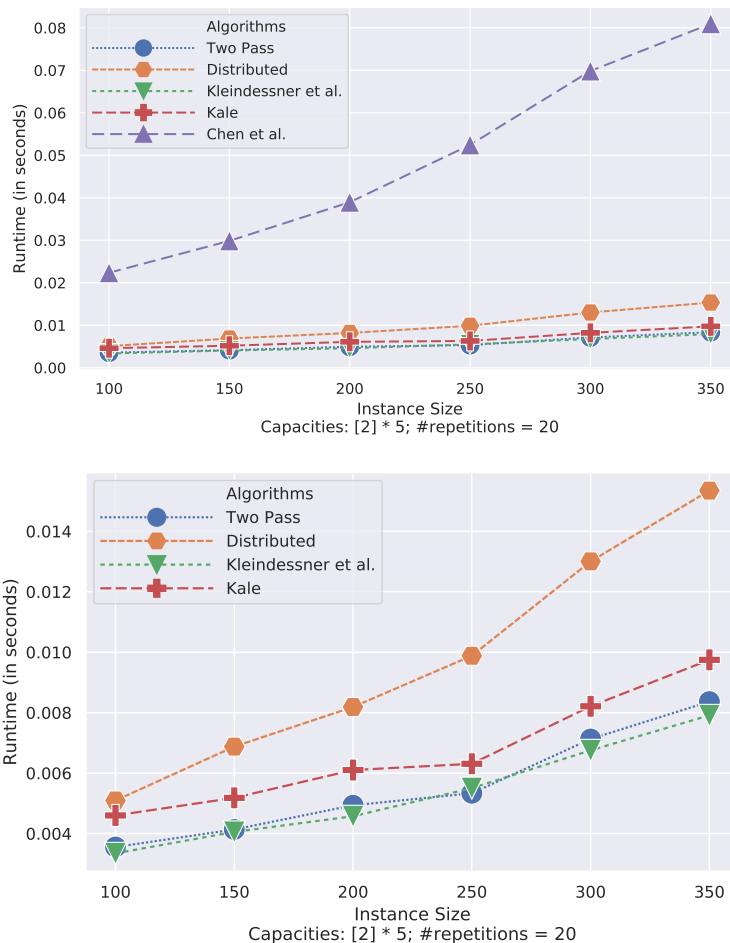 0.08
0.07
0.06
0.05
0.04
0.03
0.02
0.01
0.00
Runtime (in seconds)
Algorithms
Two Pass
Distributed
Kleindessner et al.
Kale
Chen et al.
100 150 200 250 300 350
Instance Size
Capacities: [2] * 5; #repetitions = 20
0.014
0.012
0.010
0.008
0.006
0.004
Runtime (in seconds)
Algorithms
Two Pass
Distributed
Kleindessner et al.
Kale
100 150 200 250 300 350
Instance Size
Capacities: [2] * 5; #repetitions = 20